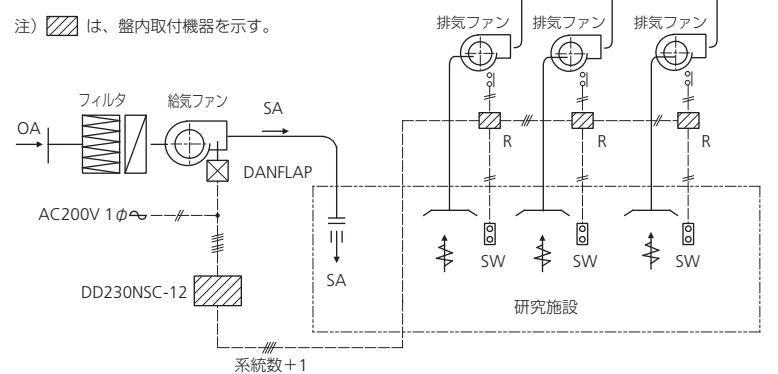 注） は、盤内取付機器を示す。
排気ファン
排気ファン
排気ファン
フィルタ
給気ファン
SA
OA
R
R
R
DANFLAP
AC200V 1φ
SW
SW
SW
SA
DD230NSC-12
研究施設
系統数＋1